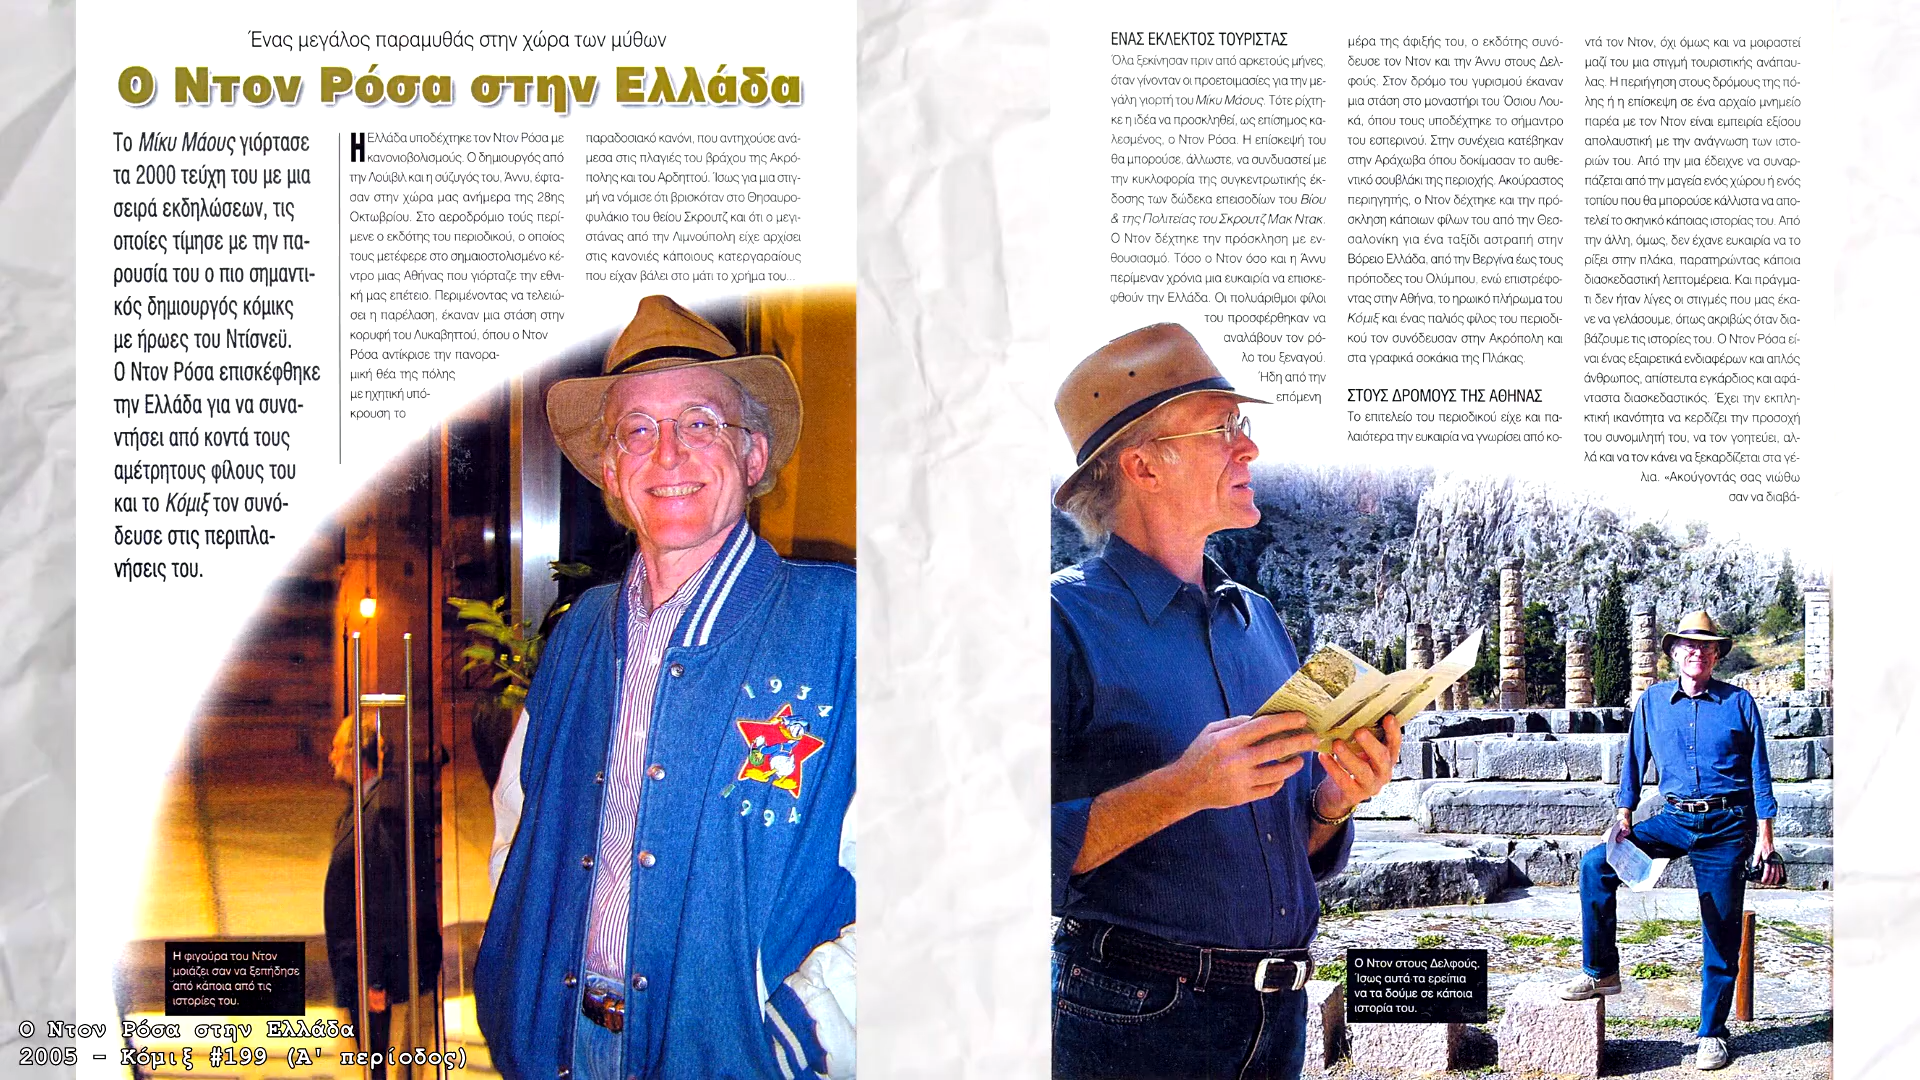 Ένας μεγάλος παραμυθάς στην χώρα των μύθων
Ο Ντον Ρόσα στην Ελλάδα
Το Μίκυ Μάους γιόρτασε
τα 2000 τεύχη του με μια
σειρά εκδηλώσεων, τις
οποίες τίμησε με την πα-
ρουσία του ο πιο σημαντι-
κός δημιουργός κόμικς
με ήρωες του Ντίσνεϋ.
Ο Ντον Ρόσα επισκέφθηκε
την Ελλάδα για να συνα-
ντήσει από κοντά τους
αμέτρητους φίλους του
και το Κόμιξ τον συνό-
δευσε στις περιπλα-
νήσεις του.
Η Ελλάδα υποδέχτηκε τον Ντον Ρόσα με
κανονιοβολισμούς. Ο δημιουργός από
την Λούιβιλ και η σύζυγός του, Άννυ, έφτα-
σαν στην χώρα μας ανήμερα της 28ης
Οκτωβρίου. Στο αεροδρόμιο τούς περί-
μενε ο εκδότης του περιοδικού, ο οποίος
τους μετέφερε στο σημαιοστολισμένο κέ-
ντρο μιας Αθήνας που γιόρταζε την εθνι-
κή μας επέτειο. Περιμένοντας να τελειώ-
σει η παρέλαση, έκαναν μια στάση στην
κορυφή του Λυκαβηττού, όπου ο Ντον
Ρόσα αντίκρισε την πανορα-
μική θέα της πόλης
με ηχητική υπό-
κρουση το
παραδοσιακό κανόνι, που αντηχούσε ανά-
μεσα στις πλαγιές του βράχου της Ακρό-
πολης και του Αρδηττού. Ίσως για μια στιγ-
μή να νόμισε ότι βρισκόταν στο Θησαυρο-
φυλάκιο του θείου Σκρουτζ και ότι ο μεγι-
στάνας από την Λιμνούπολη είχε αρχίσει
στις κανονιές κάποιους κατεργαραίους
που είχαν βάλει στο μάτι το χρήμα του...
1934
1994
Η φιγούρα του Ντον
μοιάζει σαν να ξεπήδησε
από κάποια από τις
ιστορίες του.
ΕΝΑΣ ΕΚΛΕΚΤΟΣ ΤΟΥΡΙΣΤΑΣ
Όλα ξεκίνησαν πριν από αρκετούς μήνες,
όταν γίνονταν οι προετοιμασίες για την με-
γάλη γιορτή του Μίκυ Μάους. Τότε ρίχτη-
κε η ιδέα να προσκληθεί, ως επίσημος κα-
λεσμένος, ο Ντον Ρόσα. Η επίσκεψή του
θα μπορούσε, άλλωστε, να συνδυαστεί με
την κυκλοφορία της συγκεντρωτικής έκ-
δοσης των δώδεκα επεισοδίων του Βίου
& της Πολιτείας του Σκρουτζ Μακ Ντακ.
Ο Ντον δέχτηκε την πρόσκληση με εν-
θουσιασμό. Τόσο ο Ντον όσο και η Άννυ
περίμεναν χρόνια μια ευκαιρία να επισκε-
φθούν την Ελλάδα. Οι πολυάριθμοι φίλοι
του προσφέρθηκαν να
αναλάβουν τον ρό-
λο του ξεναγού.
Ήδη από την
επόμενη
μέρα της άφιξής του, ο εκδότης συνό-
δευσε τον Ντον και την Άννυ στους Δελ-
φούς. Στον δρόμο του γυρισμού έκαναν
μια στάση στο μοναστήρι του Όσιου Λου-
κά, όπου τους υποδέχτηκε το σήμαντρο
του εσπερινού. Στην συνέχεια κατέβηκαν
στην Αράχωβα όπου δοκίμασαν το αυθε-
ντικό σουβλάκι της περιοχής. Ακούραστος
περιηγητής, ο Ντον δέχτηκε και την πρό-
σκληση κάποιων φίλων του από την Θεσ-
σαλονίκη για ένα ταξίδι αστραπή στην
Βόρειο Ελλάδα, από την Βεργίνα έως τους
πρόποδες του Ολύμπου, ενώ επιστρέφο-
ντας στην Αθήνα, το ηρωικό πλήρωμα του
Κόμιξ και ένας παλιός φίλος του περιοδι-
κού τον συνόδευσαν στην Ακρόπολη και
στα γραφικά σοκάκια της Πλάκας.
ΣΤΟΥΣ ΔΡΟΜΟΥΣ ΤΗΣ ΑΘΗΝΑΣ
Το επιτελείο του περιοδικού είχε και πα-
λαιότερα την ευκαιρία να γνωρίσει από κο-
ντά τον Ντον, όχι όμως και να μοιραστεί
μαζί του μια στιγμή τουριστικής ανάπαυ-
λας. Η περιήγηση στους δρόμους της πό-
λης ή η επίσκεψη σε ένα αρχαίο μνημείο
παρέα με τον Ντον είναι εμπειρία εξίσου
απολαυστική με την ανάγνωση των ιστο-
ριών του. Από την μια έδειχνε να συναρ-
πάζεται από την μαγεία ενός χώρου ή ενός
τοπίου που θα μπορούσε κάλλιστα να απο-
τελεί το σκηνικό κάποιας ιστορίας του. Από
την άλλη, όμως, δεν έχανε ευκαιρία να το
ρίξει στην πλάκα, παρατηρώντας κάποια
διασκεδαστική λεπτομέρεια. Και πράγμα-
τι δεν ήταν λίγες οι στιγμές που μας έκα-
νε να γελάσουμε, όπως ακριβώς όταν δια-
βάζουμε τις ιστορίες του. Ο Ντον Ρόσα εί-
ναι ένας εξαιρετικά ενδιαφέρων και απλός
άνθρωπος, απίστευτα εγκάρδιος και αφά-
νταστα διασκεδαστικός. Έχει την εκπλη-
κτική ικανότητα να κερδίζει την προσοχή
του συνομιλητή του, να τον γοητεύει, αλ-
λά και να τον κάνει να ξεκαρδίζεται στα γέ-
λια. «Ακούγοντάς σας νιώθω
σαν να διαβά-
Ο Ντον στους Δελφούς.
Ίσως αυτά τα ερείπια
να τα δούμε σε κάποια
ιστορία του.
Ο Ντον Ρόσα στην Ελλάδα
2005 - Κόμιξ #199 (Α' περίοδος)